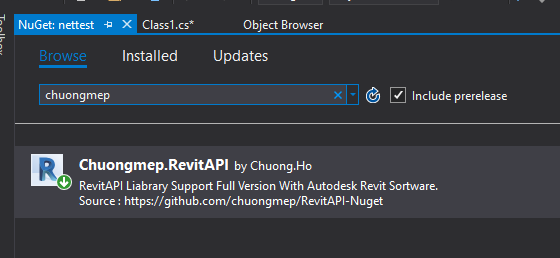 NuGet: nettest
Class1.cs*
Object Browser
Toolbox
Browse
Installed
Updates
chuongmep
Include prerelease
R
Chuongmep.RevitAPI by Chuong.Ho
RevitAPI Liabrary Support Full Version With Autodesk Revit Sortware.
Source : https://github.com/chuongmep/RevitAPI-Nuget